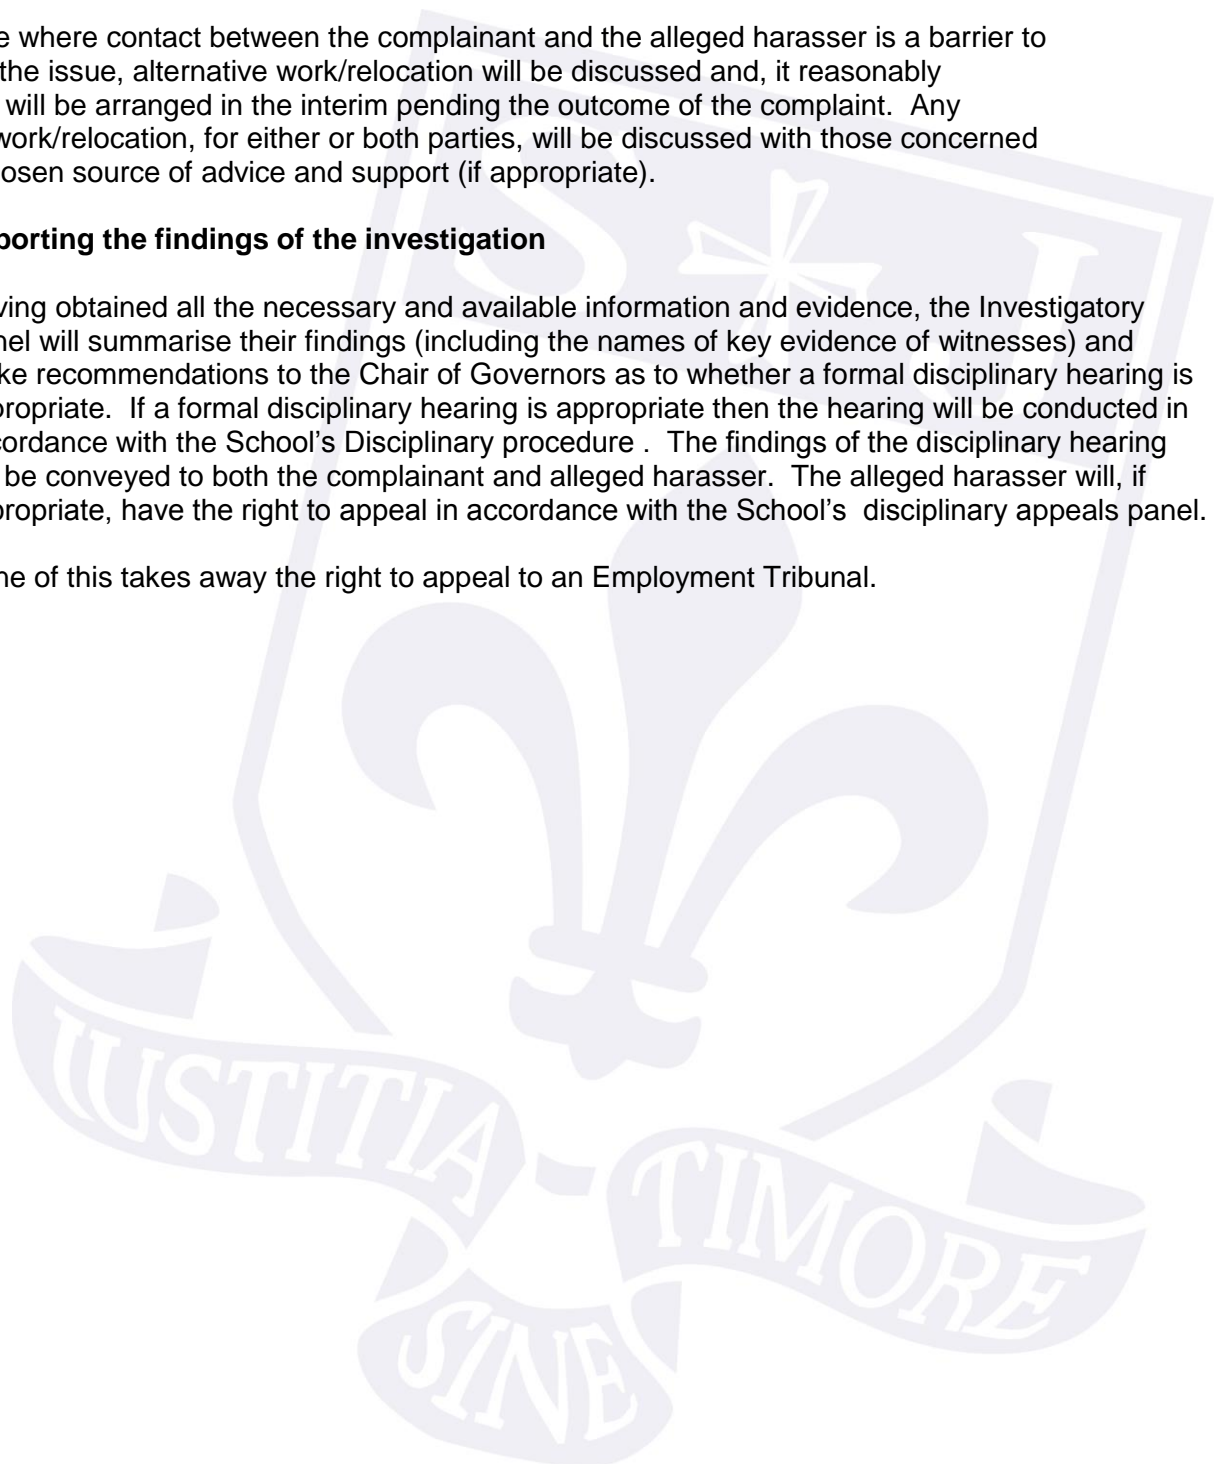 e where contact between the complainant and the alleged harasser is a barrier to
the issue, alternative work/relocation will be discussed and, it reasonably
will be arranged in the interim pending the outcome of the complaint.  Any
work/relocation, for either or both parties, will be discussed with those concerned
osen source of advice and support (if appropriate).
porting the findings of the investigation
ving obtained all the necessary and available information and evidence, the Investigatory
nel will summarise their findings (including the names of key evidence of witnesses) and
ke recommendations to the Chair of Governors as to whether a formal disciplinary hearing is
propriate.  If a formal disciplinary hearing is appropriate then the hearing will be conducted in
cordance with the School’s Disciplinary procedure .  The findings of the disciplinary hearing
be conveyed to both the complainant and alleged harasser.  The alleged harasser will, if
propriate, have the right to appeal in accordance with the School’s  disciplinary appeals panel.
ne of this takes away the right to appeal to an Employment Tribunal.
S J
IUSTITIA
SINE
TIMORE